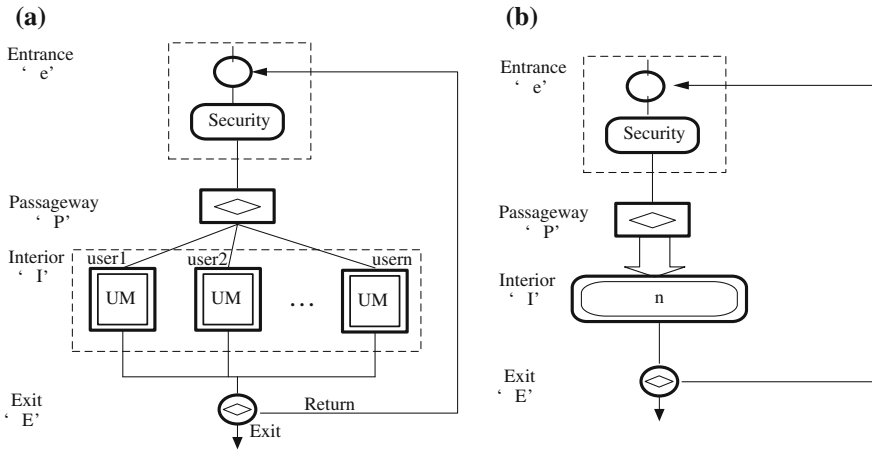 (a)
Entrance
‘ e’
Security
Passageway
‘ P’
Interior
‘ I’
user1 user2 usern
UM UM ... UM
Exit
‘ E’
Return
Exit
(b)
Entrance
‘ e’
Security
Passageway
‘ P’
Interior
‘ I’
n
Exit
‘ E’